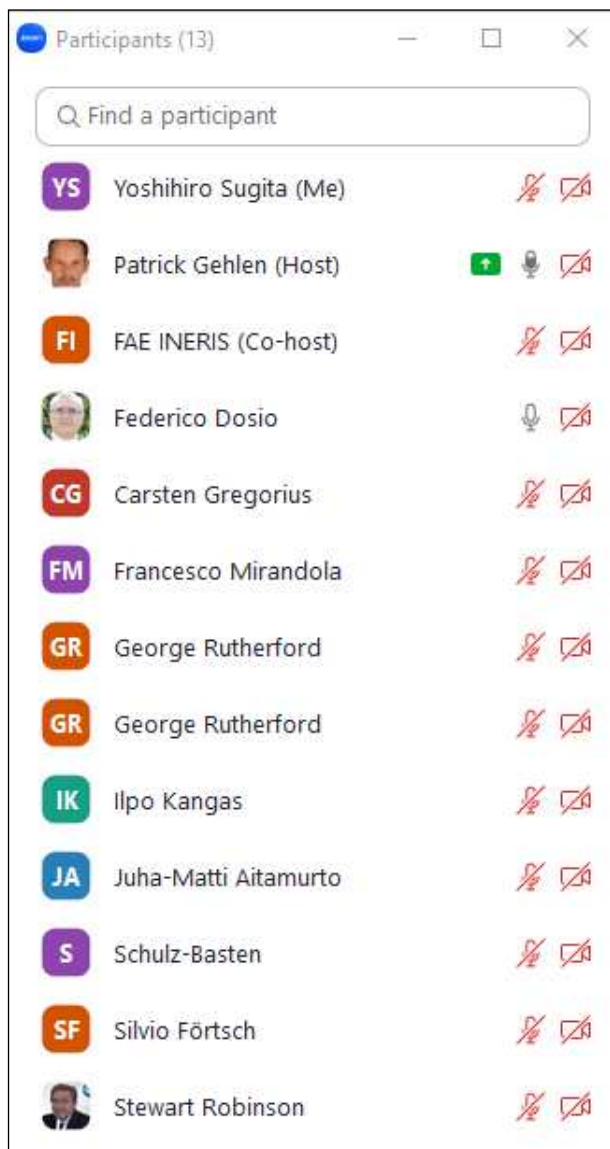 Participants (13)
Find a participant
YS Yoshihiro Sugita (Me)
Patrick Gehlen (Host)
FI FAE INERIS (Co-host)
Federico Dosio
CG Carsten Gregorius
FM Francesco Mirandola
GR George Rutherford
GR George Rutherford
IK Ilpo Kangas
JA Juha-Matti Aitamurto
S Schulz-Basten
SF Silvio Förtsch
Stewart Robinson